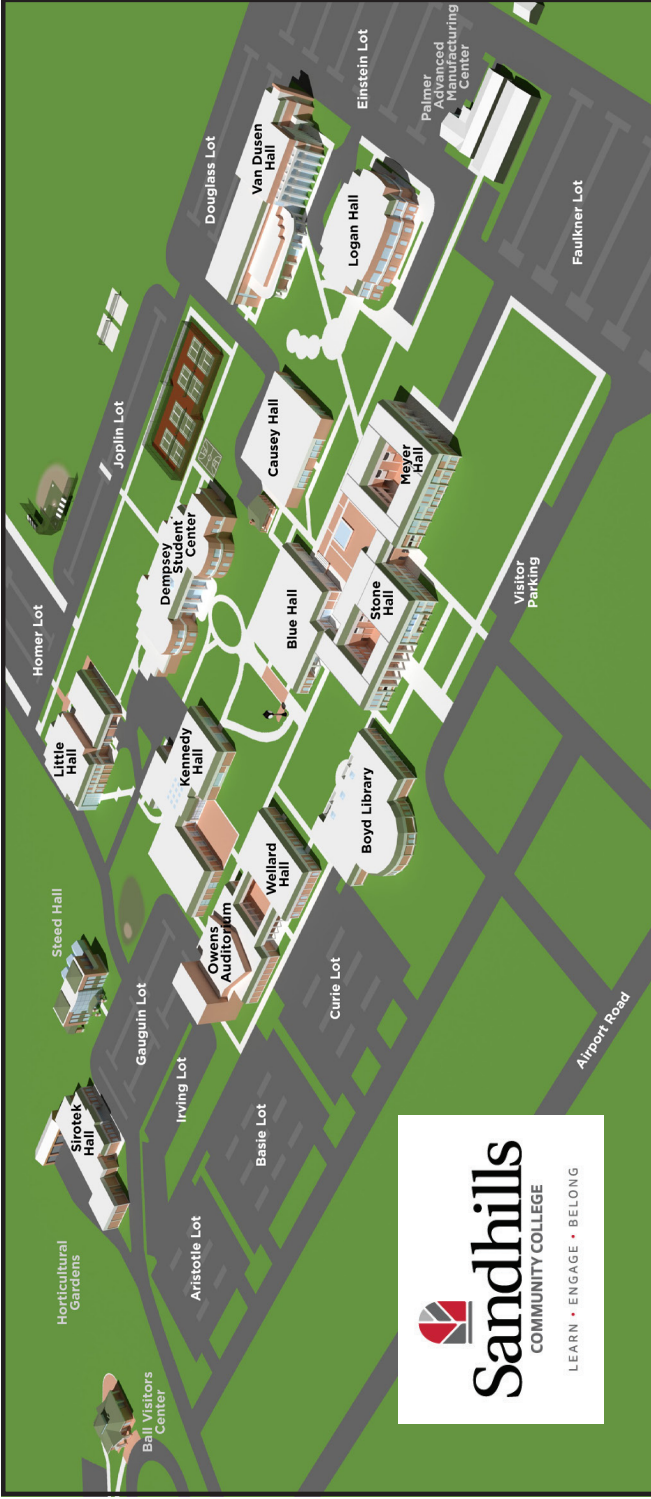 Horticultural
Gardens
Ball Visitors
Center
Sirotek
Hall
Steed Hall
Little
Hall
Homer Lot
Joplin Lot
Douglass Lot
Einstein Lot
Gauguin Lot
Irving Lot
Aristotle Lot
Basie Lot
Curie Lot
Owens
Auditorium
Wellard
Hall
Kennedy
Hall
Dempsey
Student
Center
Boyd Library
Blue Hall
Stone
Hall
Causey Hall
Meyer
Hall
Van Dusen
Hall
Logan Hall
Palmer
Advanced
Manufacturing
Center
Faulkner Lot
Visitor
Parking
Airport Road
Sandhills
COMMUNITY COLLEGE
LEARN • ENGAGE • BELONG